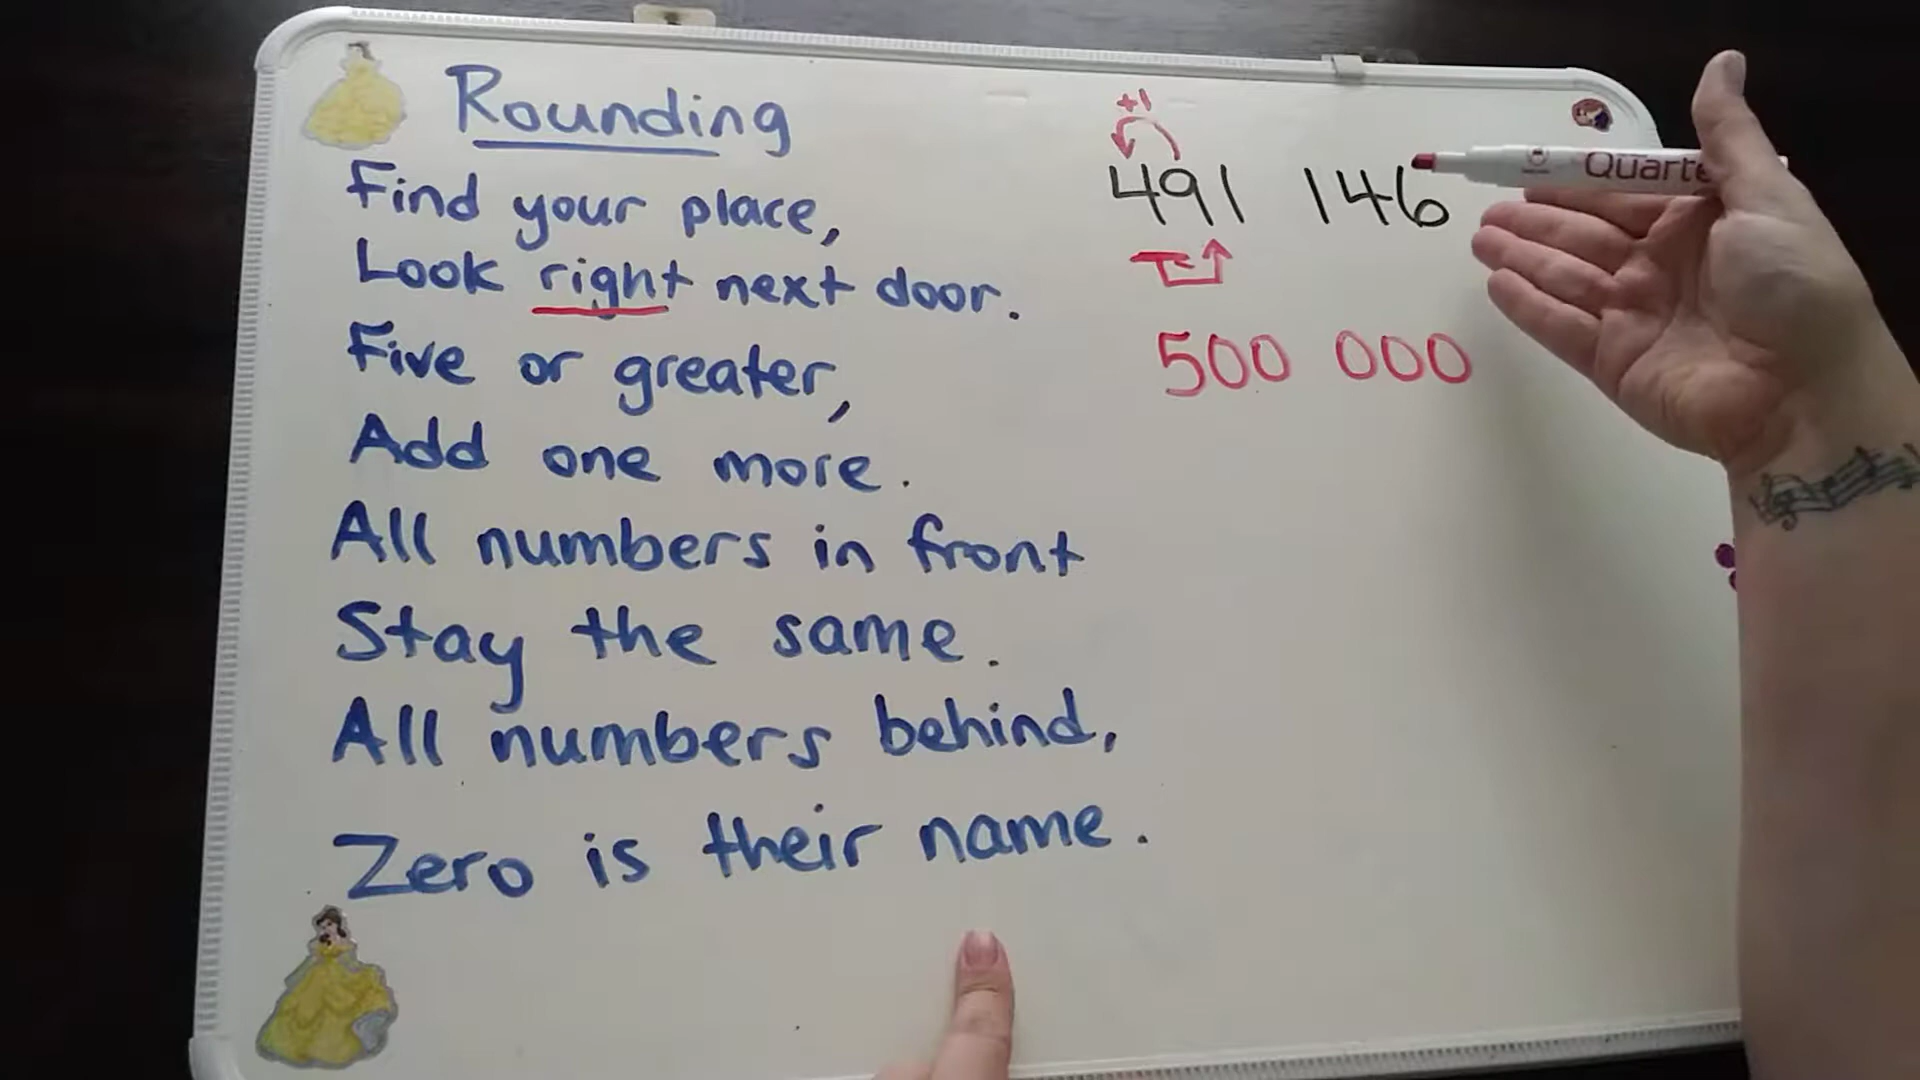 Rounding
Find your place,
Look right next door.
Five or greater,
Add one more.
All numbers in front
Stay the same.
All numbers behind,
Zero is their name.
+1
491 146
500 000
Quarte